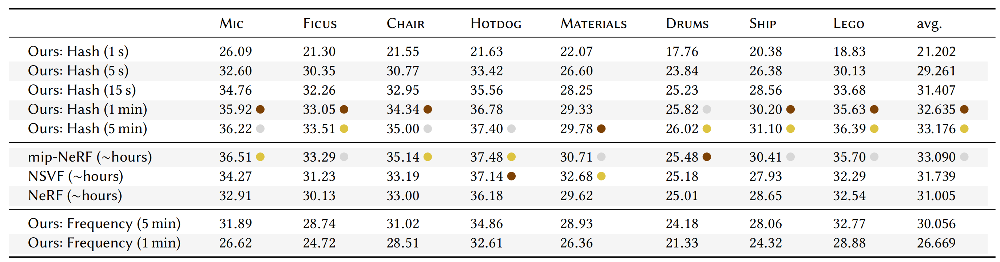 Mic Ficus Chair Hotdog Materials Drums Ship Lego avg.
Ours: Hash (1 s) 26.09 21.30 21.55 21.63 22.07 17.76 20.38 18.83 21.202
Ours: Hash (5 s) 32.60 30.35 30.77 33.42 26.60 23.84 26.38 30.13 29.261
Ours: Hash (15 s) 34.76 32.26 32.95 35.56 28.25 25.23 28.56 33.68 31.407
Ours: Hash (1 min) 35.92 33.05 34.34 36.78 29.33 25.82 30.20 35.63 32.635
Ours: Hash (5 min) 36.22 33.51 35.00 37.40 29.78 26.02 31.10 36.39 33.176
mip-NeRF (~hours) 36.51 33.29 35.14 37.48 30.71 25.48 30.41 35.70 33.090
NSVF (~hours) 34.27 31.23 33.19 37.14 32.68 25.18 27.93 32.29 31.739
NeRF (~hours) 32.91 30.13 33.00 36.18 29.62 25.01 28.65 32.54 31.005
Ours: Frequency (5 min) 31.89 28.74 31.02 34.86 28.93 24.18 28.06 32.77 30.056
Ours: Frequency (1 min) 26.62 24.72 28.51 32.61 26.36 21.33 24.32 28.88 26.669